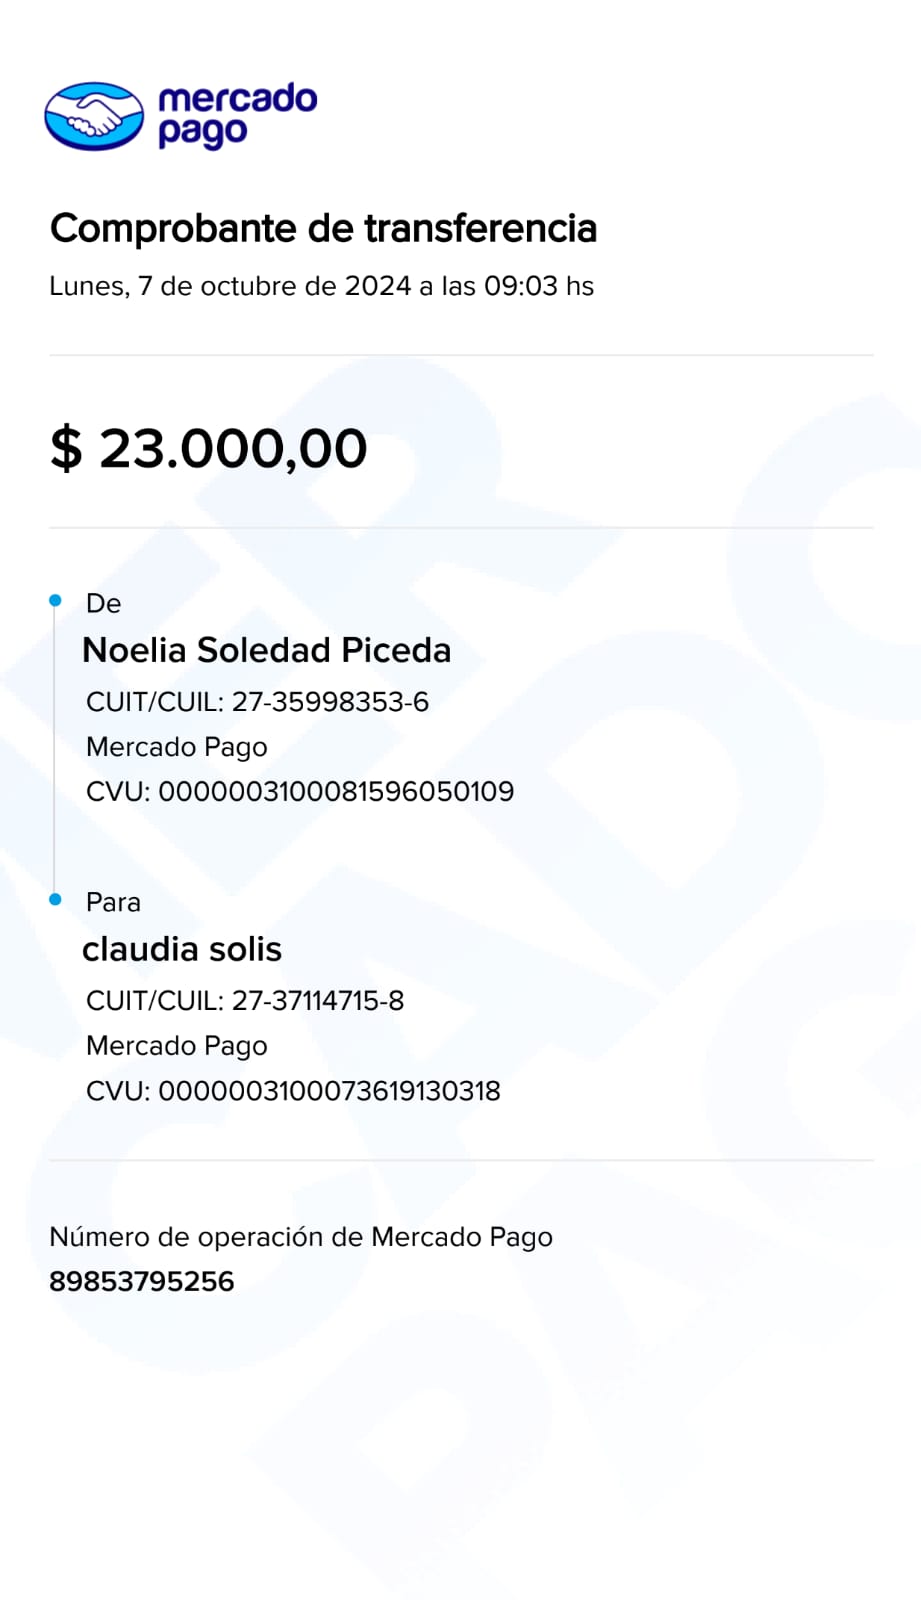 mercado
pago
Comprobante de transferencia
Lunes, 7 de octubre de 2024 a las 09:03 hs
$ 23.000,00
De
Noelia Soledad Piceda
CUIT/CUIL: 27-35998353-6
Mercado Pago
CVU: 0000003100081596050109
Para
claudia solis
CUIT/CUIL: 27-37114715-8
Mercado Pago
CVU: 0000003100073619130318
Número de operación de Mercado Pago
89853795256
MERCADO
PAGO